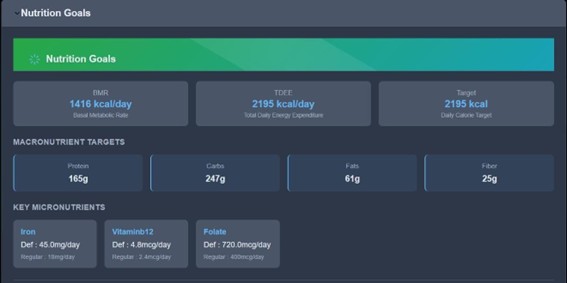 Nutrition Goals
Nutrition Goals
BMR
1416 kcal/day
Basal Metabolic Rate
TDEE
2195 kcal/day
Total Daily Energy Expenditure
Target
2195 kcal
Daily Calorie Target
MACRONUTRIENT TARGETS
Protein
165g
Carbs
247g
Fats
61g
Fiber
25g
KEY MICRONUTRIENTS
Iron
Def : 45.0mg/day
Regular : 18mg/day
Vitaminb12
Def : 4.8mcg/day
Regular : 2.4mcg/day
Folate
Def : 720.0mcg/day
Regular : 400mcg/day